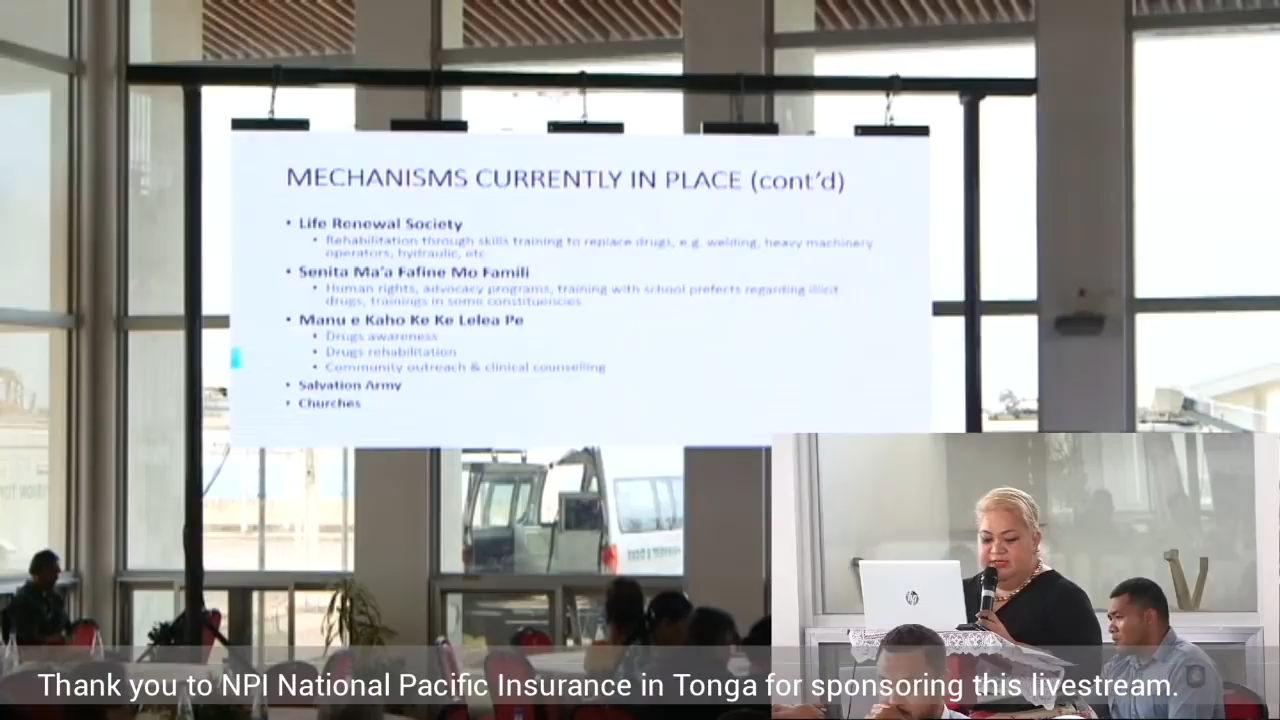 MECHANISMS CURRENTLY IN PLACE (cont'd)
• Life Renewal Society
• Rehabilitation through skills training to replace drugs, e.g. welding, heavy machinery
operators, hydraulic, etc
• Senita Ma'a Fafine Mo Famili
• Human rights, advocacy programs, training with school prefects regarding illicit
drugs, trainings in some constituencies
• Manu e Kaho Ke Ke Lelea Pe
• Drugs awareness
• Drugs rehabilitation
• Community outreach & clinical counselling
• Salvation Army
• Churches
hp
Thank you to NPI National Pacific Insurance in Tonga for sponsoring this livestream.